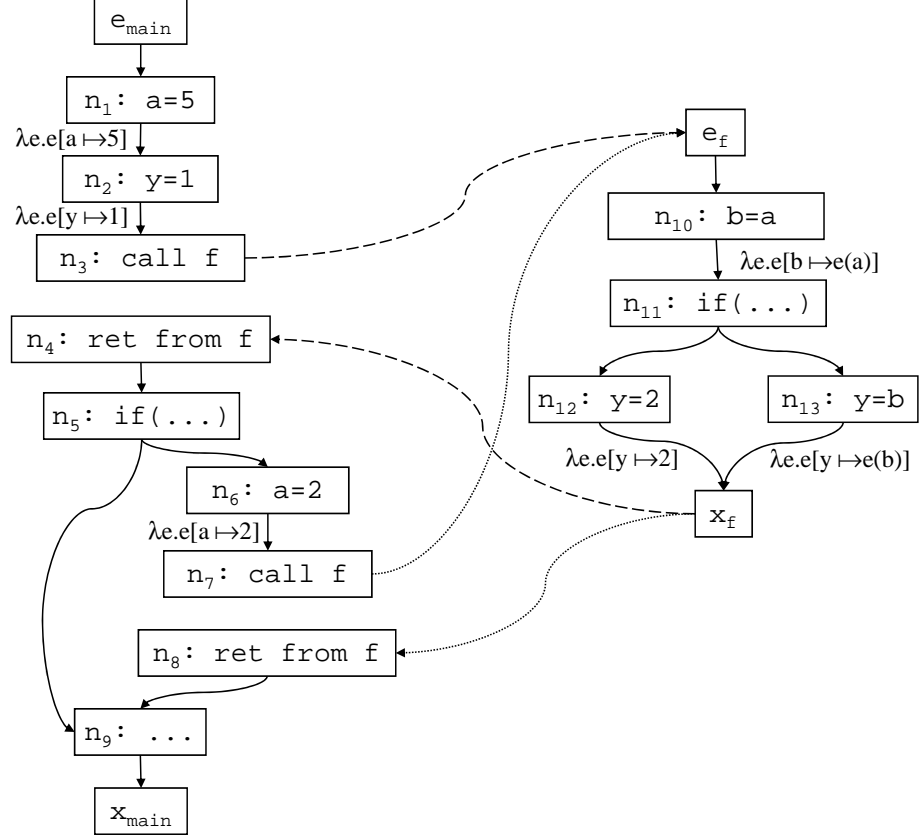 e_main
n_1: a=5
λe.e[a ↦5]
n_2: y=1
λe.e[y ↦1]
n_3: call f
n_4: ret from f
n_5: if(...)
n_6: a=2
λe.e[a ↦2]
n_7: call f
n_8: ret from f
n_9: ...
x_main
e_f
n_10: b=a
λe.e[b ↦e(a)]
n_11: if(...)
n_12: y=2
n_13: y=b
λe.e[y ↦2]
λe.e[y ↦e(b)]
x_f